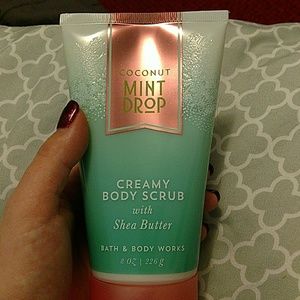 COCONUT
MINT
DROP
CREAMY
BODY SCRUB
with
Shea Butter
BATH & BODY WORKS
8 OZ | 226 g